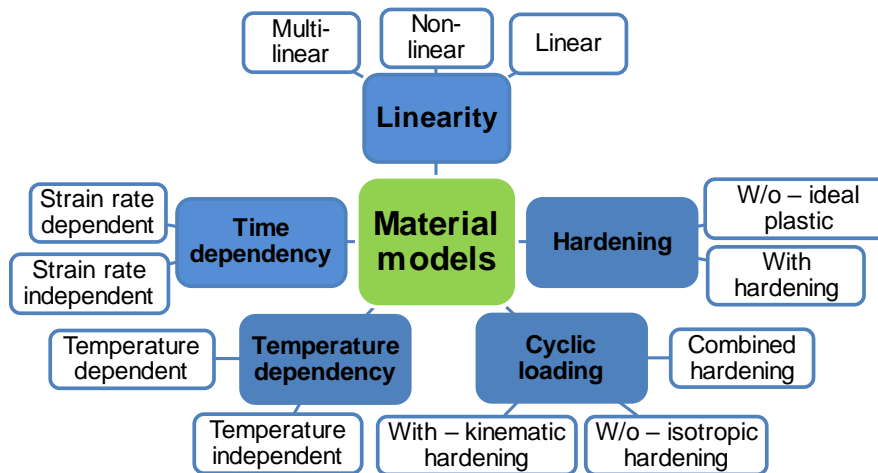 Multi-
linear
Non-
linear
Linear
Linearity
Strain rate
dependent
Strain rate
independent
Time
dependency
Material
models
Hardening
W/o – ideal
plastic
With
hardening
Temperature
dependent
Temperature
dependency
Temperature
independent
Cyclic
loading
Combined
hardening
With – kinematic
hardening
W/o – isotropic
hardening